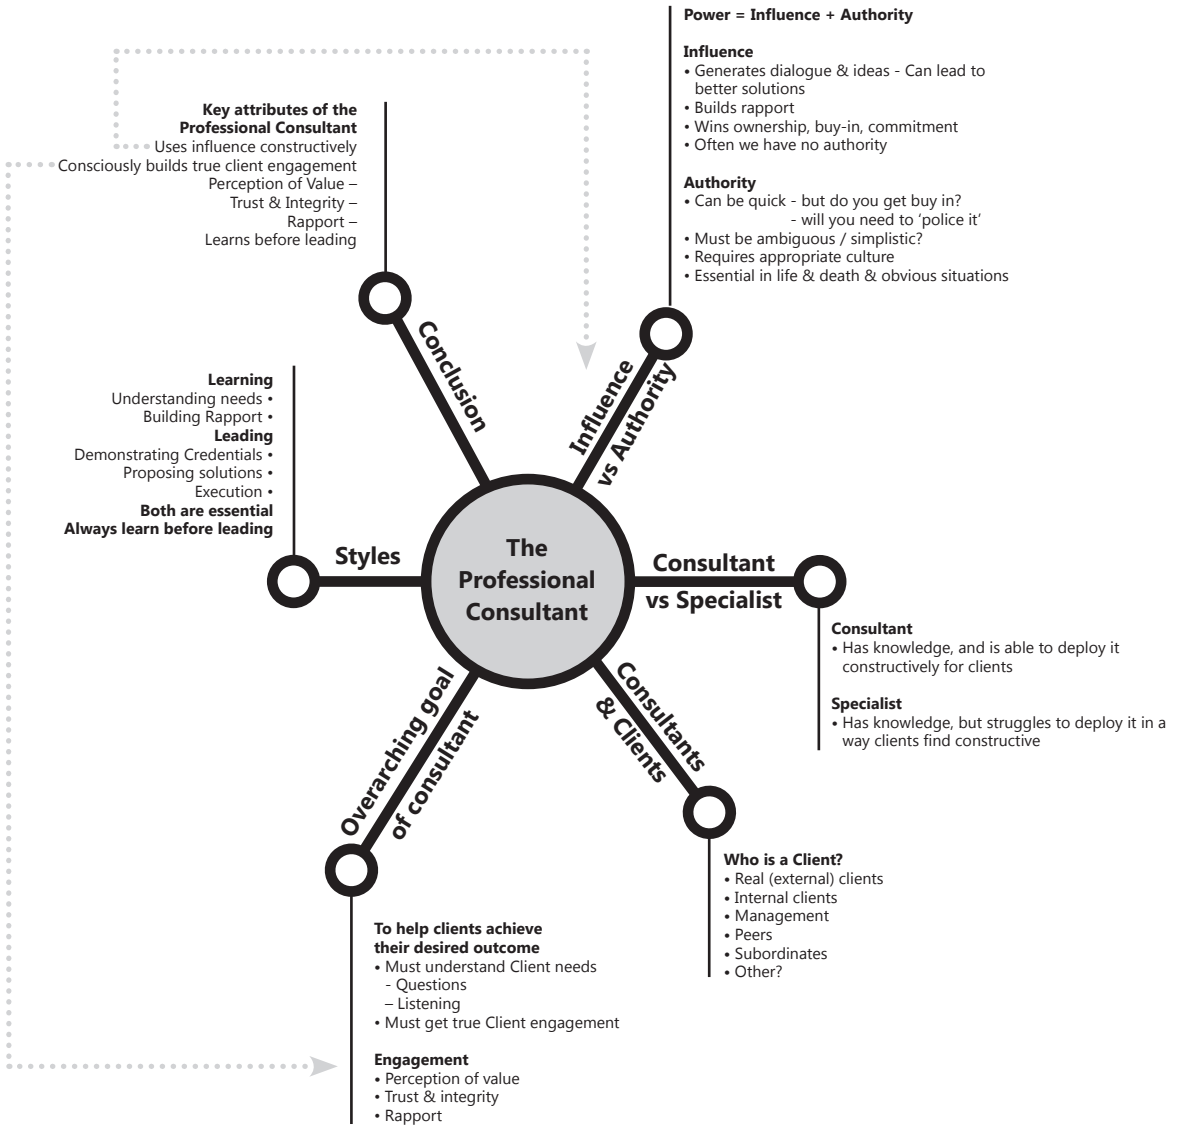 Power = Influence + Authority
Influence
• Generates dialogue & ideas - Can lead to
better solutions
• Builds rapport
• Wins ownership, buy-in, commitment
• Often we have no authority
Authority
• Can be quick - but do you get buy in?
- will you need to ‘police it’
• Must be ambiguous / simplistic?
• Requires appropriate culture
• Essential in life & death & obvious situations
Key attributes of the
Professional Consultant
Uses influence constructively
Consciously builds true client engagement
Perception of Value –
Trust & Integrity –
Rapport –
Learns before leading
Conclusion
Influence
vs Authority
Learning
Understanding needs •
Building Rapport •
Leading
Demonstrating Credentials •
Proposing solutions •
Execution •
Both are essential
Always learn before leading
Styles
The
Professional
Consultant
Consultant
vs Specialist
Consultant
• Has knowledge, and is able to deploy it
constructively for clients
Specialist
• Has knowledge, but struggles to deploy it in a
way clients find constructive
Overarching goal
of consultant
Consultants
& Clients
Who is a Client?
• Real (external) clients
• Internal clients
• Management
• Peers
• Subordinates
• Other?
To help clients achieve
their desired outcome
• Must understand Client needs
- Questions
– Listening
• Must get true Client engagement
Engagement
• Perception of value
• Trust & integrity
• Rapport